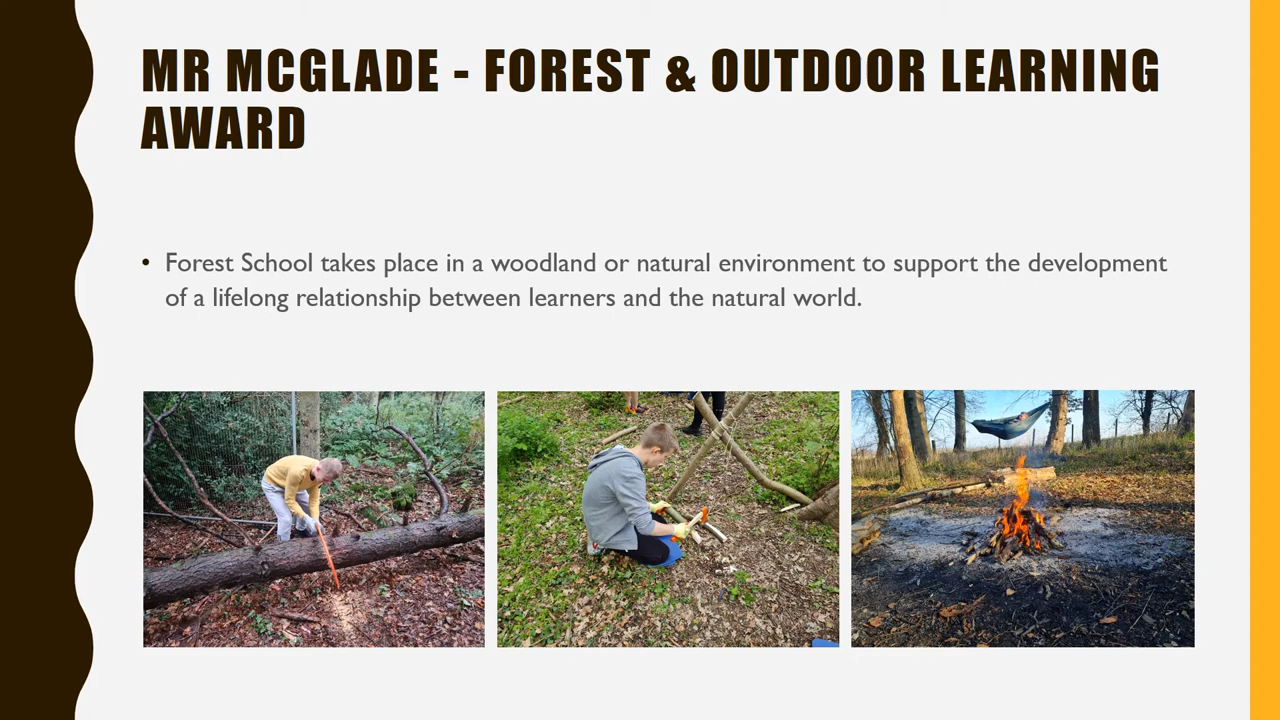 MR MCGLADE - FOREST & OUTDOOR LEARNING
AWARD
• Forest School takes place in a woodland or natural environment to support the development
of a lifelong relationship between learners and the natural world.